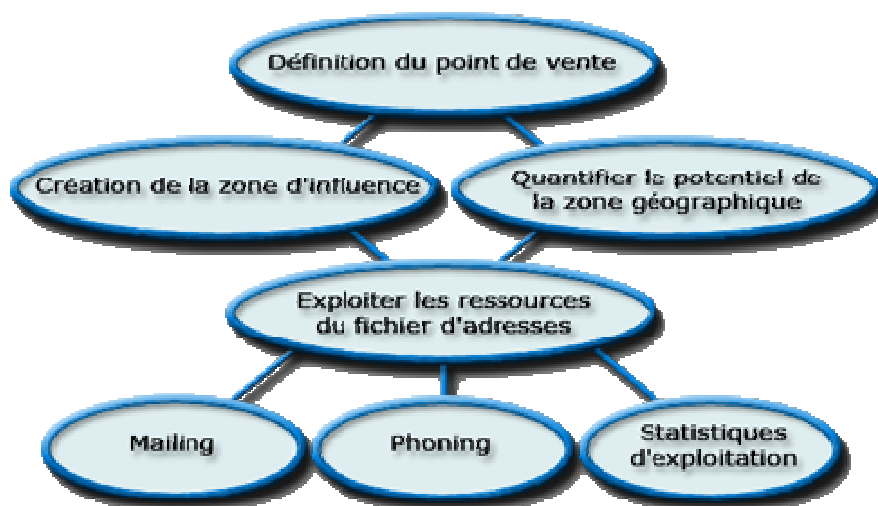 Définition du point de vente
Création de la zone d'influence
Quantifier le potentiel de
la zone géographique
Exploiter les ressources
du fichier d'adresses
Mailing
Phoning
Statistiques
d'exploitation